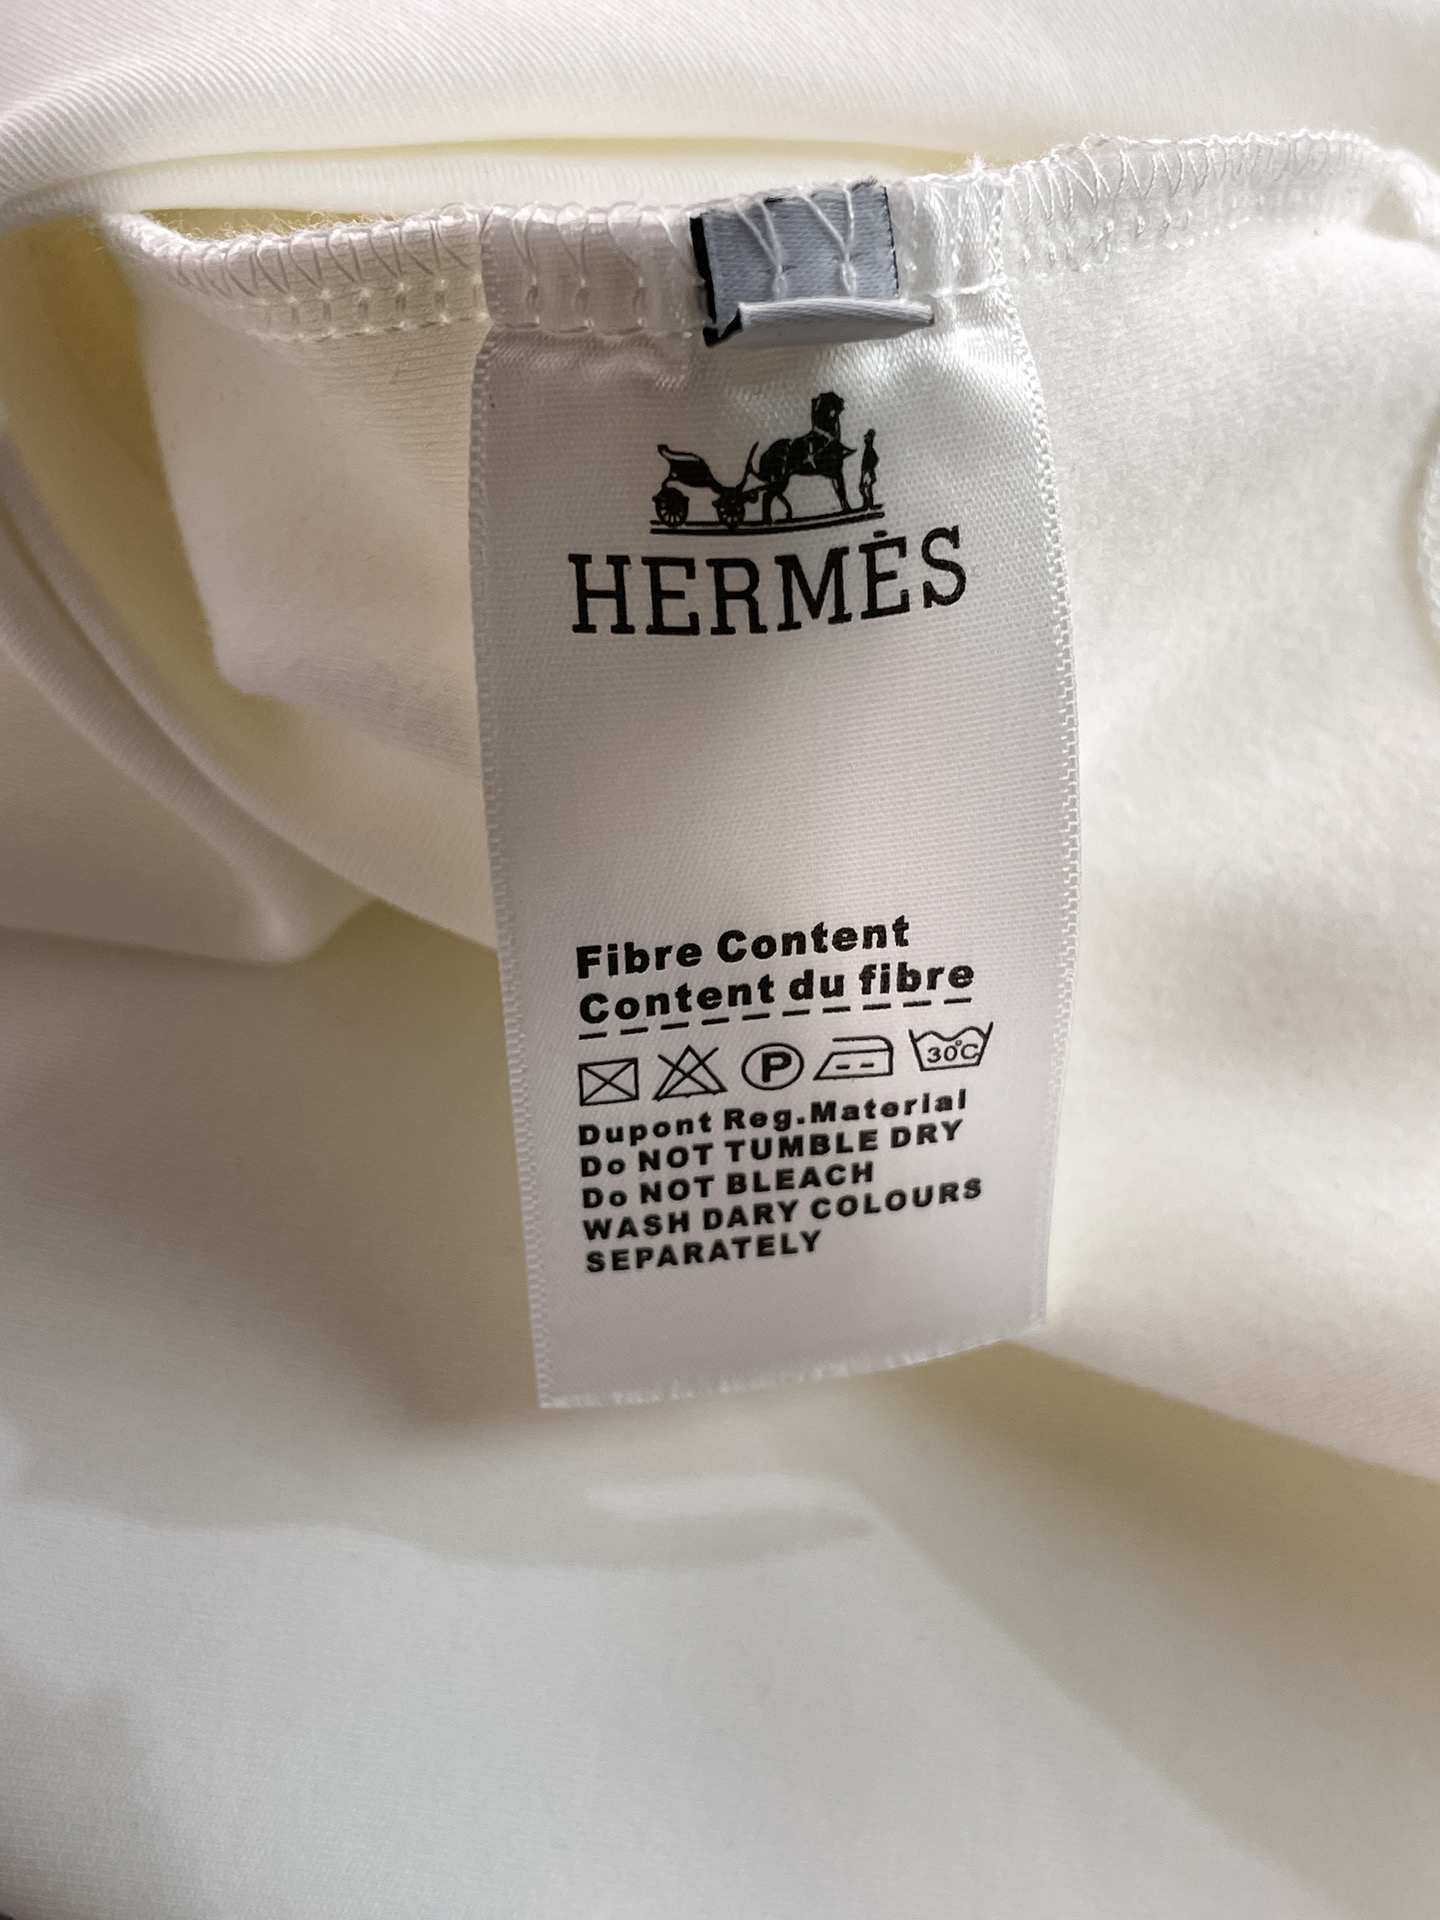 HERMÈS
Fibre Content
Content du fibre
P 30°C
Dupont Reg.Material
Do NOT TUMBLE DRY
Do NOT BLEACH
WASH DARY COLOURS
SEPARATELY